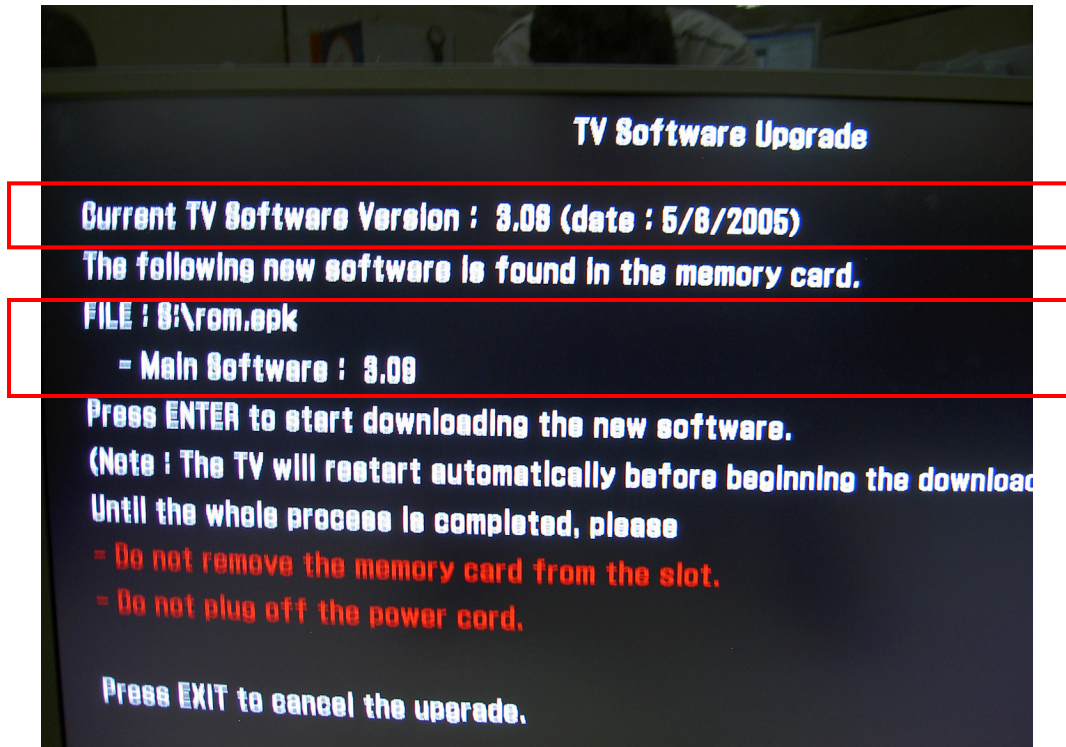 TV Software Upgrade
Current TV Software Version : 3.08 (date : 5/6/2005)
The following new software is found in the memory card.
FILE : S:\rom.epk
- Main Software : 3.09
Press ENTER to start downloading the new software.
(Note : The TV will restart automatically before beginning the download
Until the whole process is completed, please
- Do not remove the memory card from the slot.
- Do not plug off the power cord.
Press EXIT to cancel the upgrade.